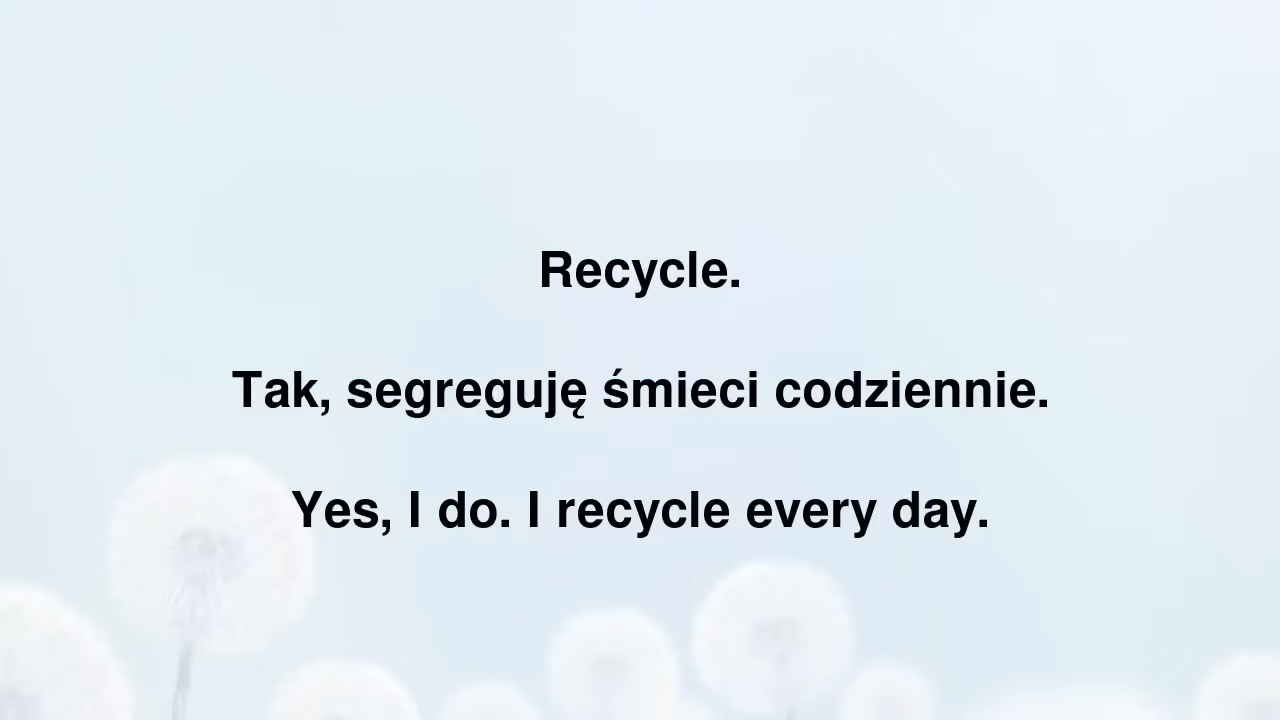 Recycle.
Tak, segreguję śmieci codziennie.
Yes, I do. I recycle every day.